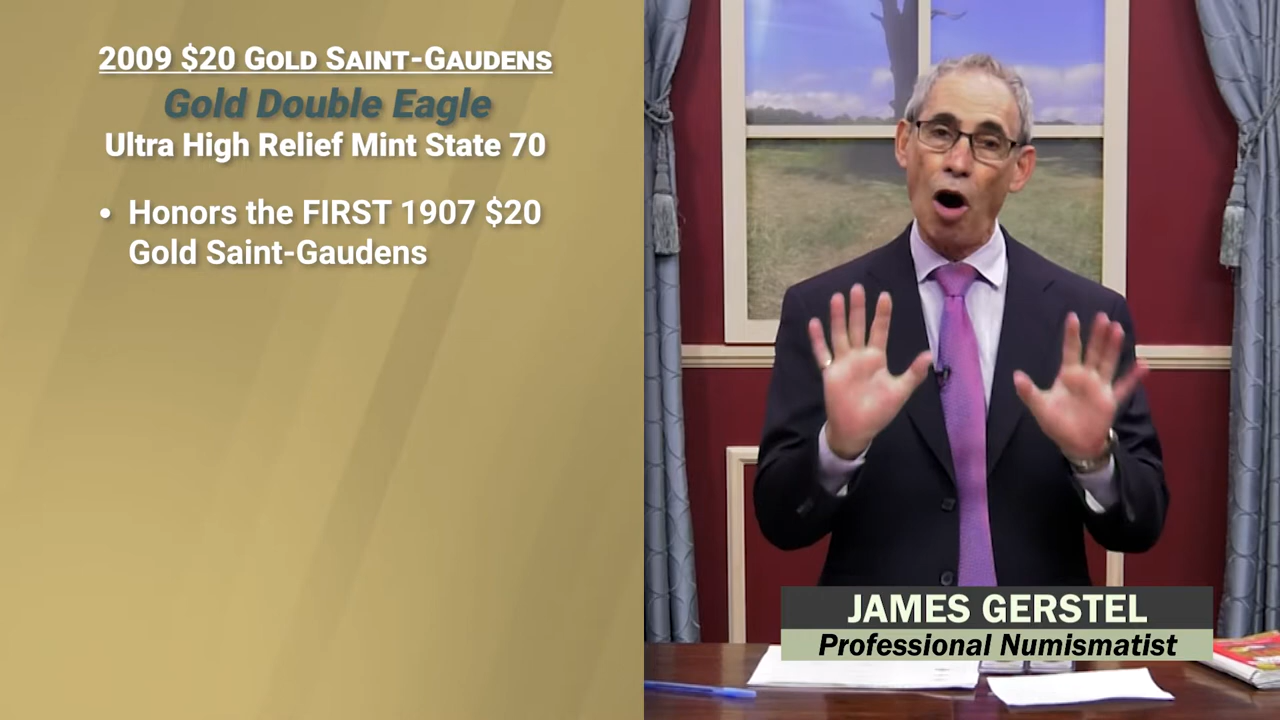 2009 $20 GOLD SAINT-GAUDENS
Gold Double Eagle
Ultra High Relief Mint State 70
• Honors the FIRST 1907 $20
Gold Saint-Gaudens
JAMES GERSTEL
Professional Numismatist